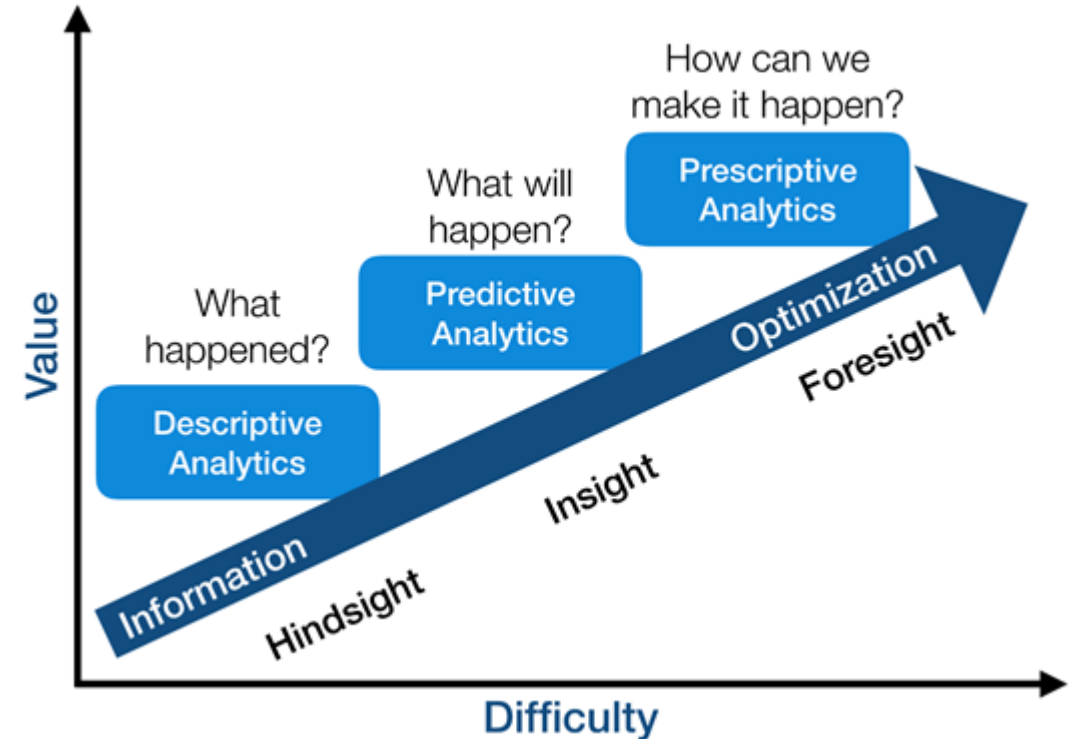 How can we
make it happen?
Prescriptive
Analytics
What will
happen?
Predictive
Analytics
What
happened?
Descriptive
Analytics
Value
Information
Optimization
Hindsight
Insight
Foresight
Difficulty